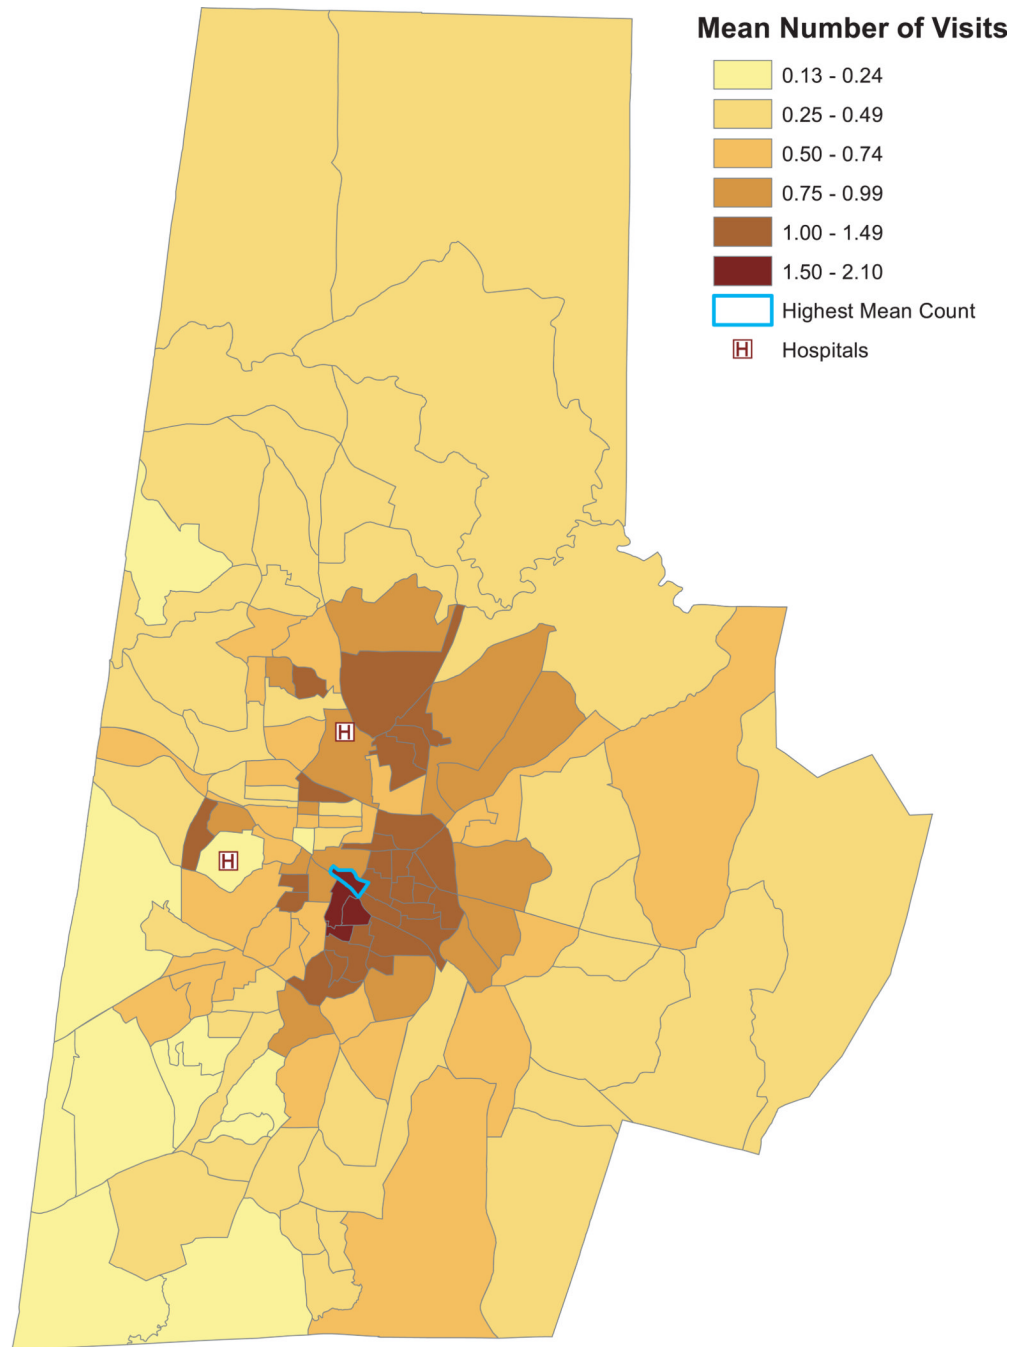 Mean Number of Visits
0.13 - 0.24
0.25 - 0.49
0.50 - 0.74
0.75 - 0.99
1.00 - 1.49
1.50 - 2.10
Highest Mean Count
H Hospitals
H
H